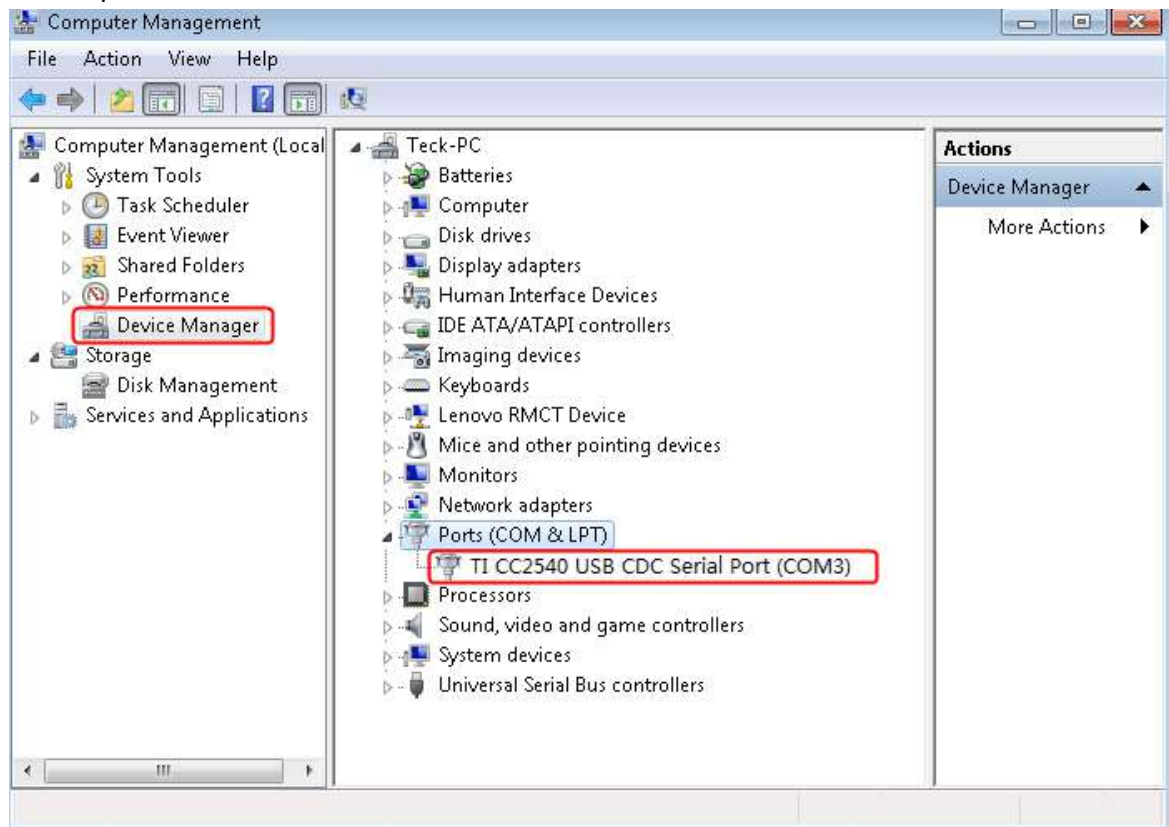 Computer Management
File Action View Help
Computer Management (Local
System Tools
Task Scheduler
Event Viewer
Shared Folders
Performance
Device Manager
Storage
Disk Management
Services and Applications
Teck-PC
Batteries
Computer
Disk drives
Display adapters
Human Interface Devices
IDE ATA/ATAPI controllers
Imaging devices
Keyboards
Lenovo RMCT Device
Mice and other pointing devices
Monitors
Network adapters
Ports (COM & LPT)
TI CC2540 USB CDC Serial Port (COM3)
Processors
Sound, video and game controllers
System devices
Universal Serial Bus controllers
Actions
Device Manager
More Actions